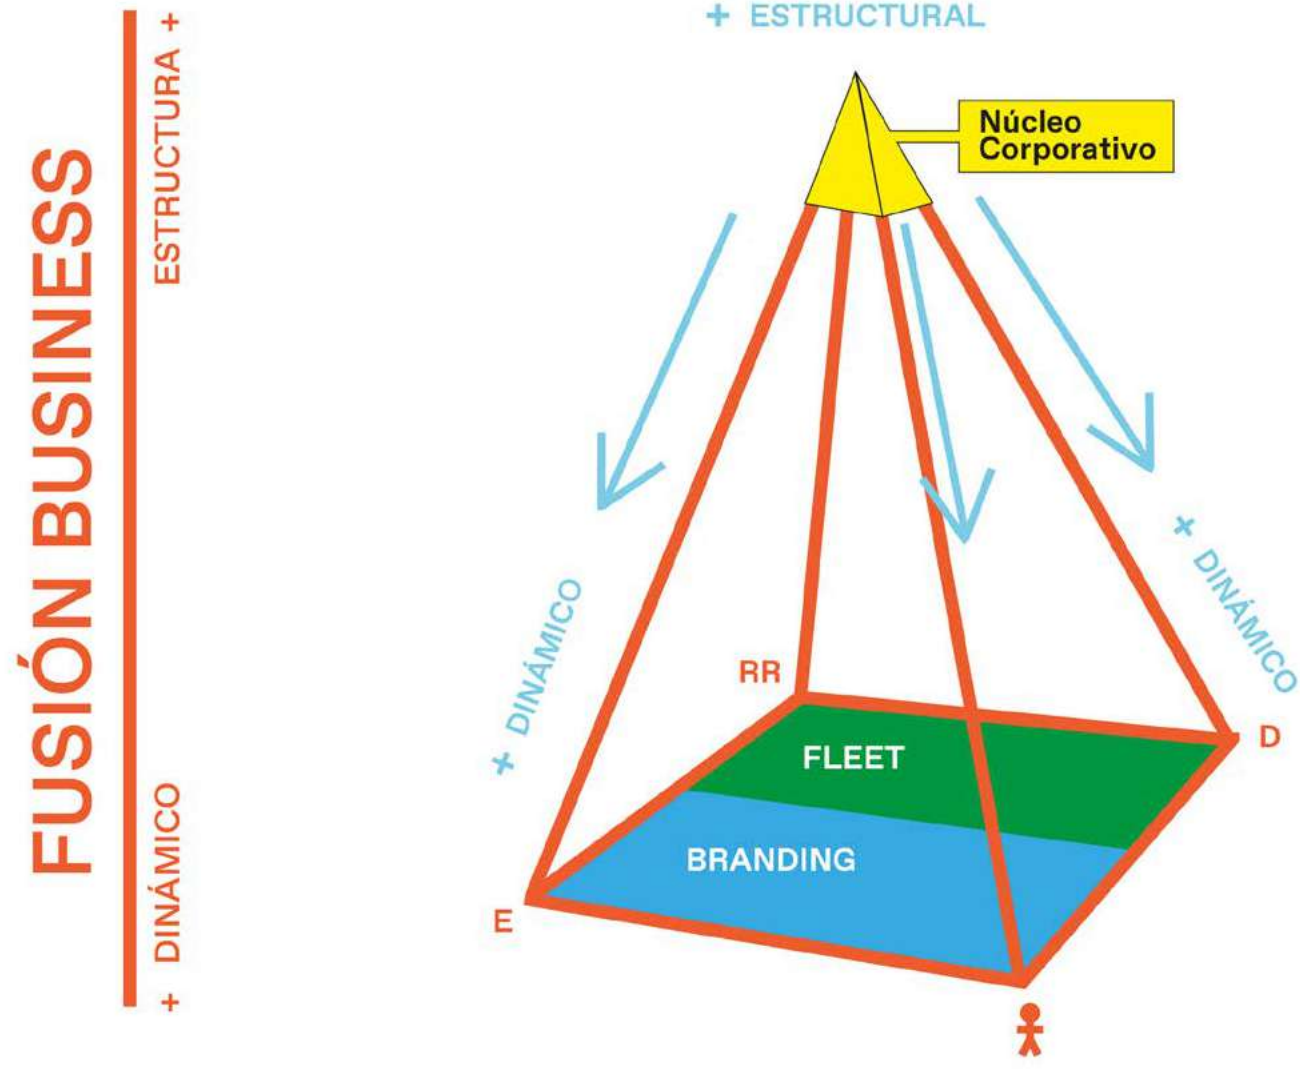 FUSIÓN BUSINESS
ESTRUCTURA +
+ DINÁMICO
+ ESTRUCTURAL
Núcleo
Corporativo
+ DINÁMICO
+ DINÁMICO
RR
D
FLEET
BRANDING
E